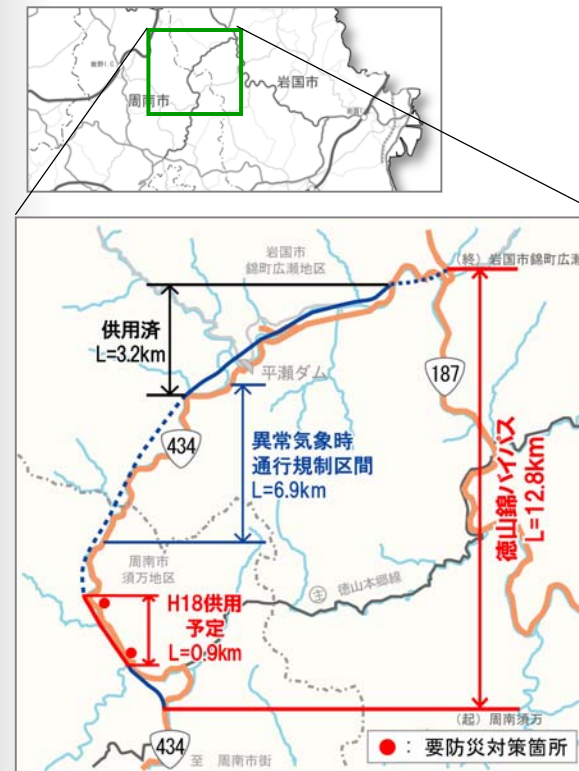 周南市
岩国市
岩国市
錦町広瀬地区
(終)岩国市錦町広瀬
供用済
L=3.2km
平瀬ダム
187
434
異常気象時
通行規制区間
L=6.9km
徳山錦バイパス
L=12.8km
周南市
須万地区
主 徳山本郷線
H18供用
予定
L=0.9km
(起)周南須万
434
至 周南市街
●:要防災対策箇所